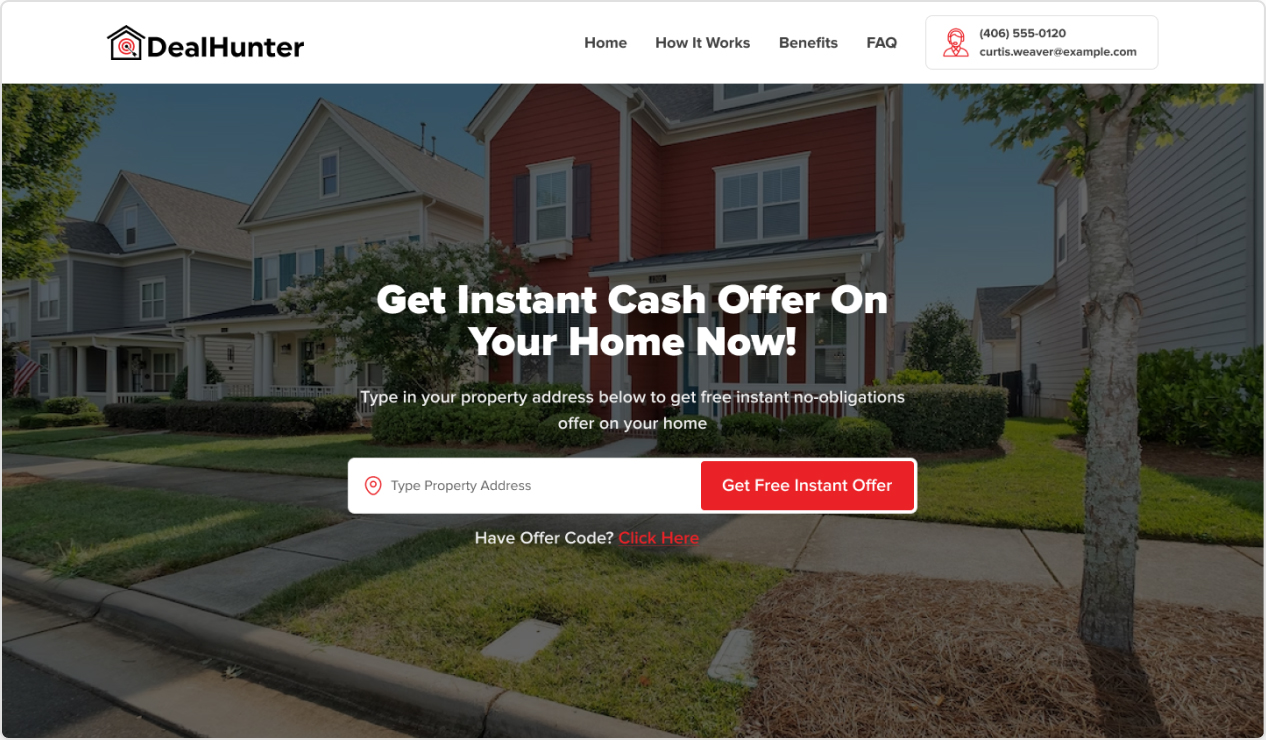 DealHunter
Home How It Works Benefits FAQ
(406) 555-0120
curtis.weaver@example.com
Get Instant Cash Offer On
Your Home Now!
Type in your property address below to get free instant no-obligations
offer on your home
Type Property Address
Get Free Instant Offer
Have Offer Code? Click Here